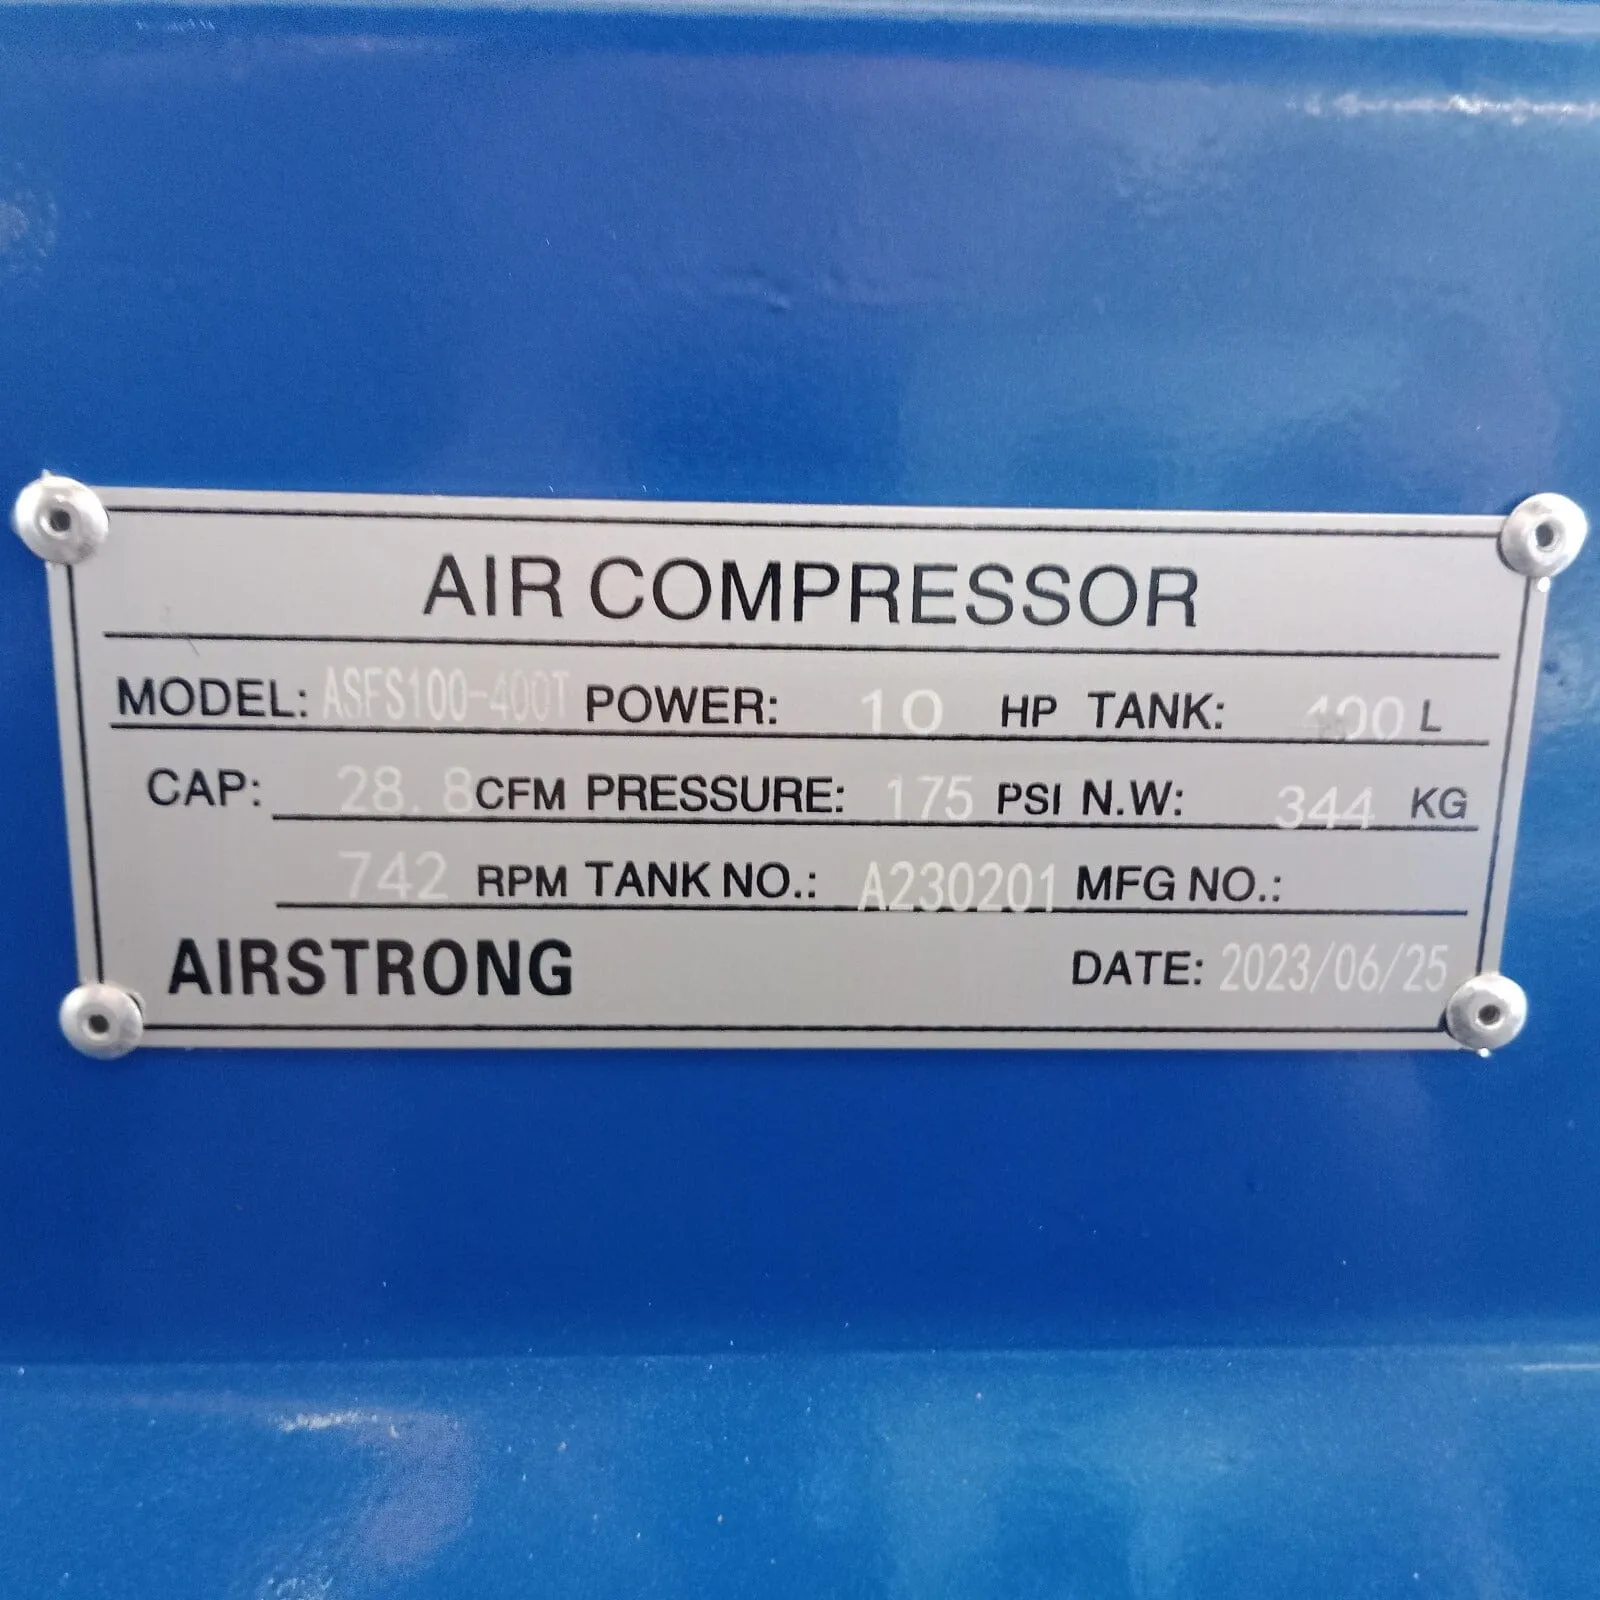 AIR COMPRESSOR
MODEL: ASFS100-400T POWER: 10 HP TANK: 400 L
CAP: 28.8 CFM PRESSURE: 175 PSI N.W: 344 KG
742 RPM TANK NO.: A230201 MFG NO.:
AIRSTRONG DATE: 2023/06/25